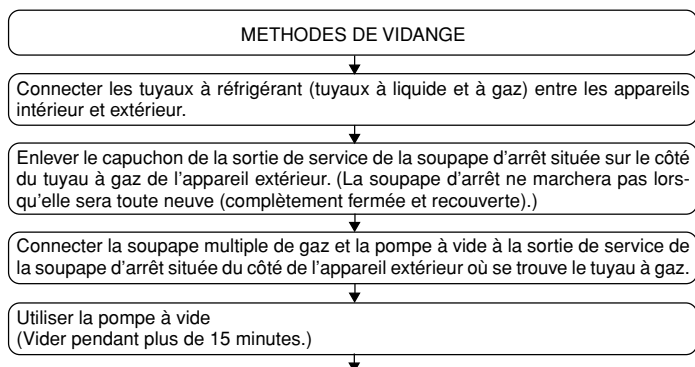 METHODES DE VIDANGE
Connecter les tuyaux à réfrigérant (tuyaux à liquide et à gaz) entre les appareils
intérieur et extérieur.
Enlever le capuchon de la sortie de service de la soupape d'arrêt située sur le côté
du tuyau à gaz de l'appareil extérieur. (La soupape d'arrêt ne marchera pas lors-
qu'elle sera toute neuve (complètement fermée et recouverte).)
Connecter la soupape multiple de gaz et la pompe à vide à la sortie de service de
la soupape d'arrêt située du côté de l'appareil extérieur où se trouve le tuyau à gaz.
Utiliser la pompe à vide
(Vider pendant plus de 15 minutes.)